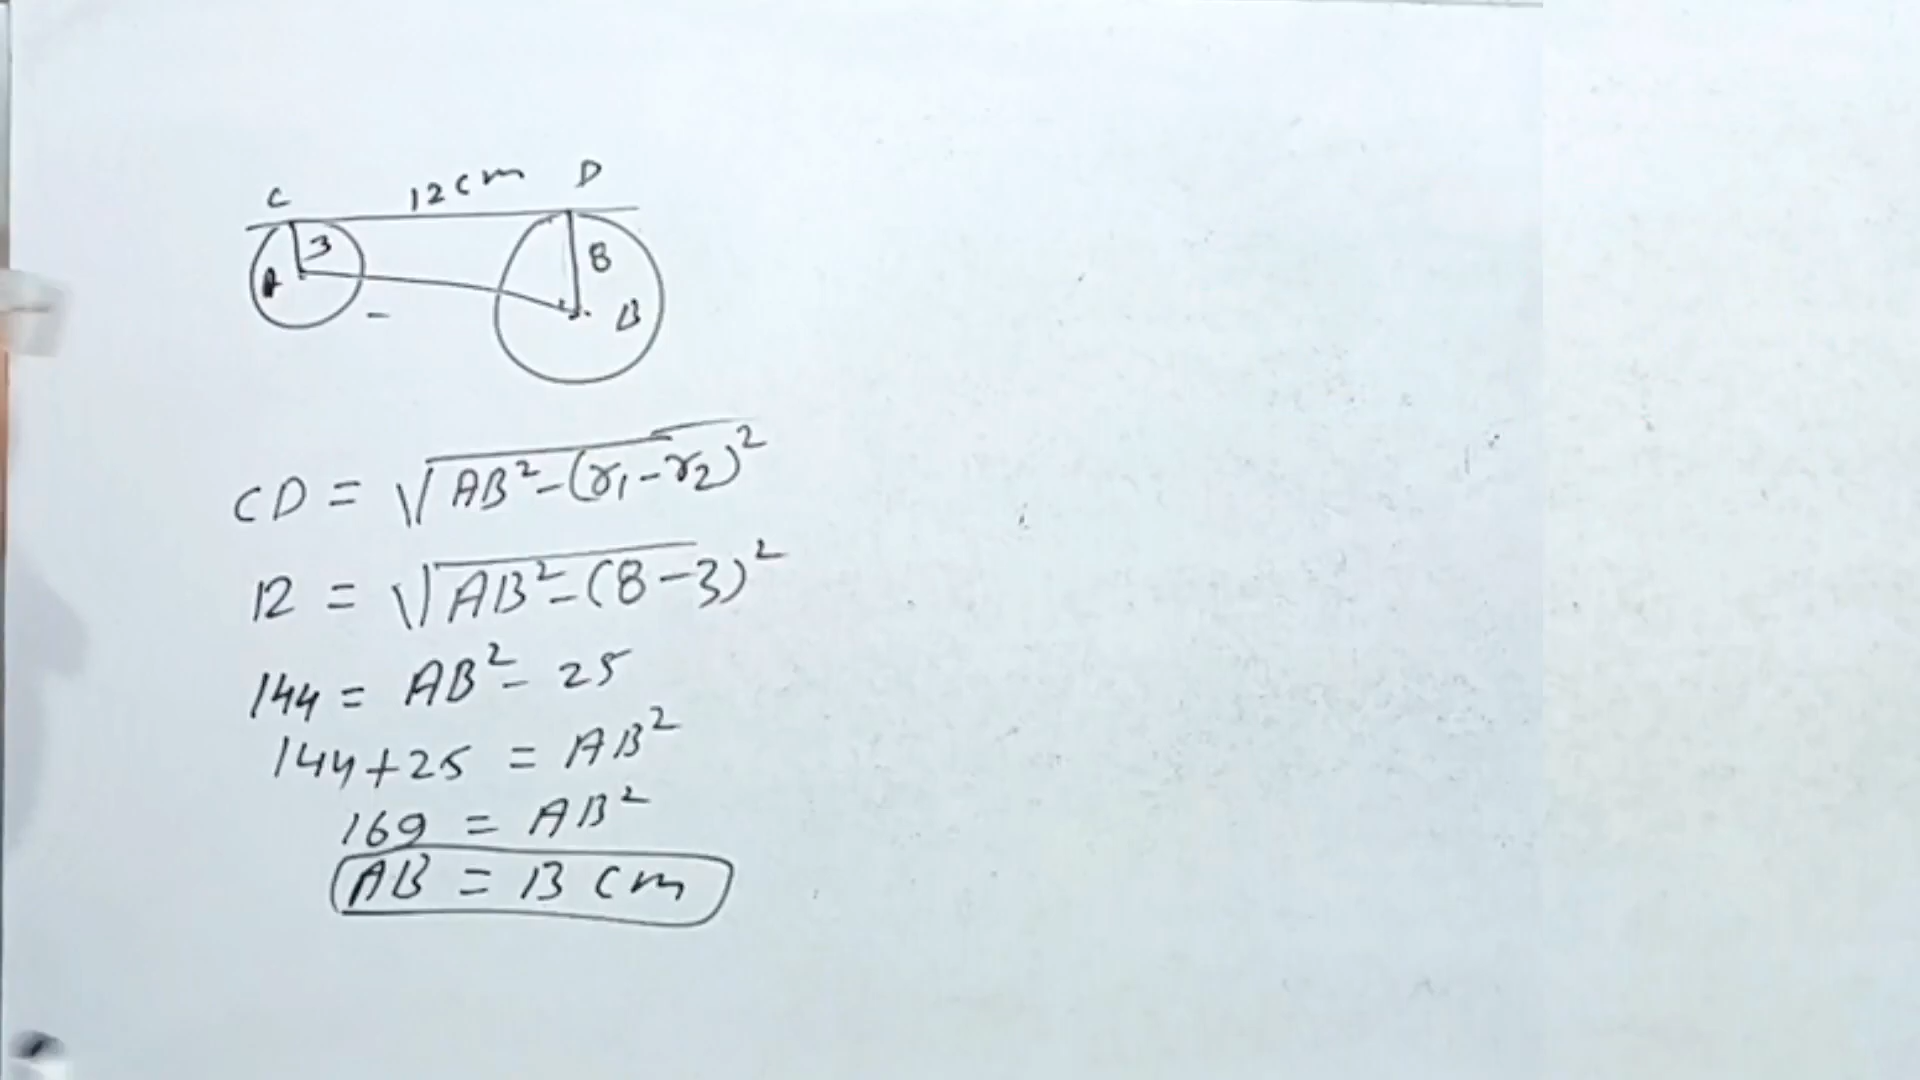 C 12cm D
3 8
A B
CD = √AB²-(r₁-r₂)²
12 = √AB²-(8-3)²
144 = AB²- 25
144+25 = AB²
169 = AB²
AB = 13 cm